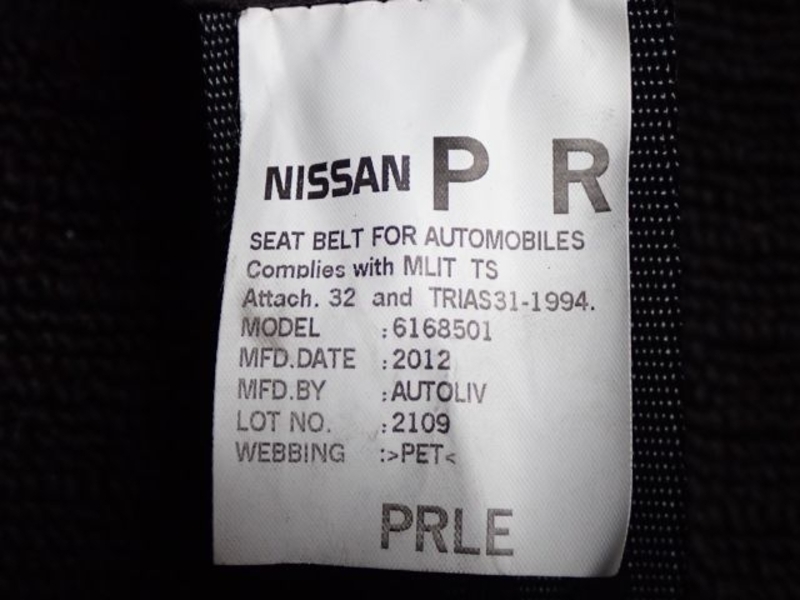 NISSAN P R
SEAT BELT FOR AUTOMOBILES
Complies with MLIT TS
Attach. 32 and TRIAS31-1994.
MODEL :6168501
MFD.DATE :2012
MFD.BY :AUTOLIV
LOT NO. :2109
WEBBING :>PET<
PRLE